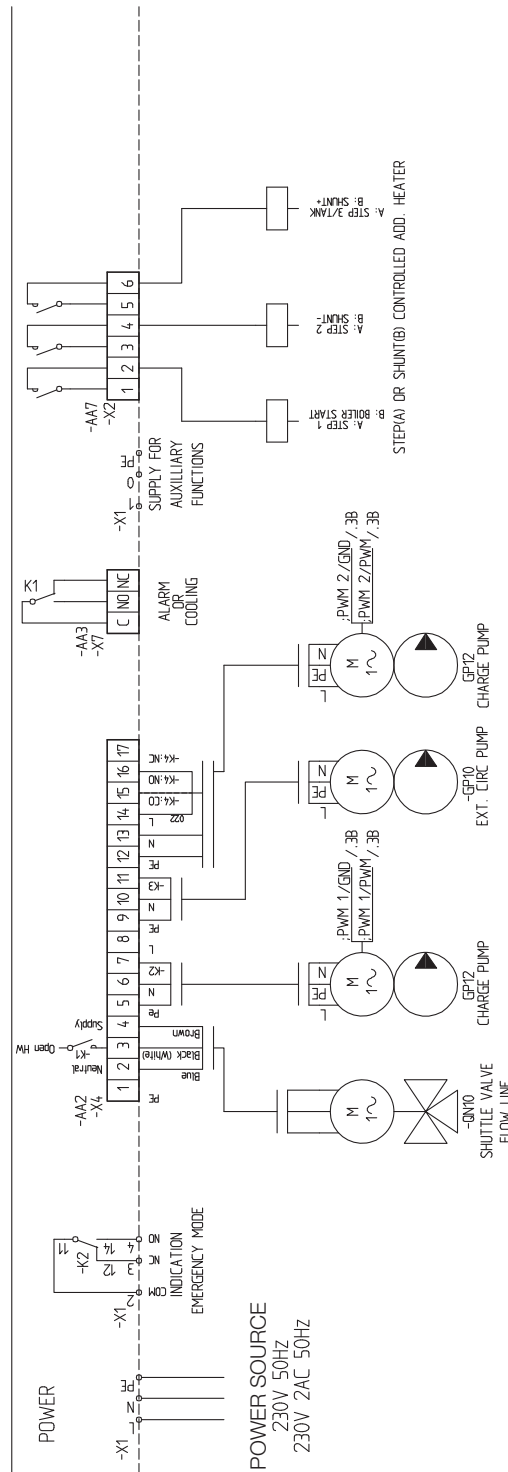 POWER
-X1
L
N
PE
POWER SOURCE
230V 50Hz
230V 2AC 50Hz
-X1
2
COM
-K2
11
12
14
3
4
NC
NO
INDICATION
EMERGENCY MODE
-AA2
-X4
1 2 3 4 5 6 7 8 9 10 11 12 13 14 15 16 17
Neutral
-K1
Open HW
Supply
PE
Blue
Black (White)
Brown
Pe
N
-K2
L
PE
N
-K3
PE
N
L
022
-K4:C0
-K4:NO
-K4:NC
M
1
-QN10
SHUTTLE VALVE
FLOW LINE
L PE N
M
1
:PWM 1/GND /.3B
:PWM 1/PWM /.3B
GP12
CHARGE PUMP
L PE N
M
1
-GP10
EXT. CIRC PUMP
L PE N
M
1
:PWM 2/GND /.3B
:PWM 2/PWM /.3B
GP12
CHARGE PUMP
-AA3
-X7
K1
C NO NC
ALARM
OR
COOLING
-X1
1
0
PE
SUPPLY FOR
AUXILLIARY
FUNCTIONS
-AA7
-X2
1 2 3 4 5 6
A: STEP 1
B: BOILER START
A: STEP 2
B: SHUNT-
A: STEP 3/TANK
B: SHUNT+
STEP(A) OR SHUNT(B) CONTROLLED ADD. HEATER